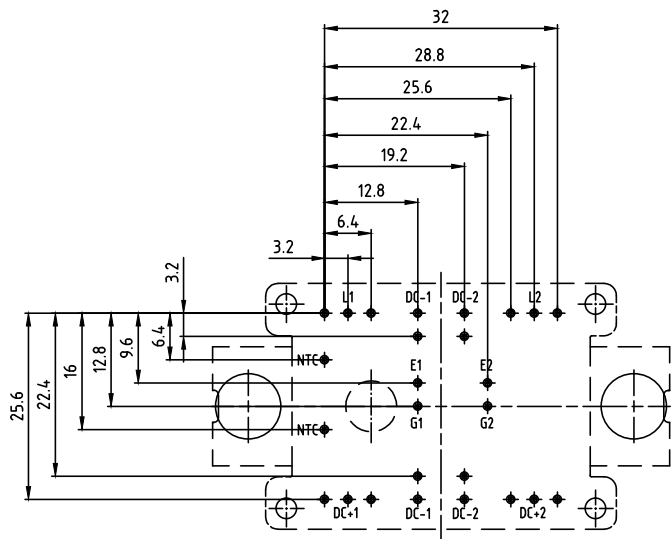 32
28.8
25.6
22.4
19.2
12.8
6.4
3.2
3.2
L1 DC-1 DC-2 L2
6.4
9.6
12.8
16
22.4
25.6
NTC
E1 E2
G1 G2
NTC
DC+1 DC-1 DC-2 DC+2